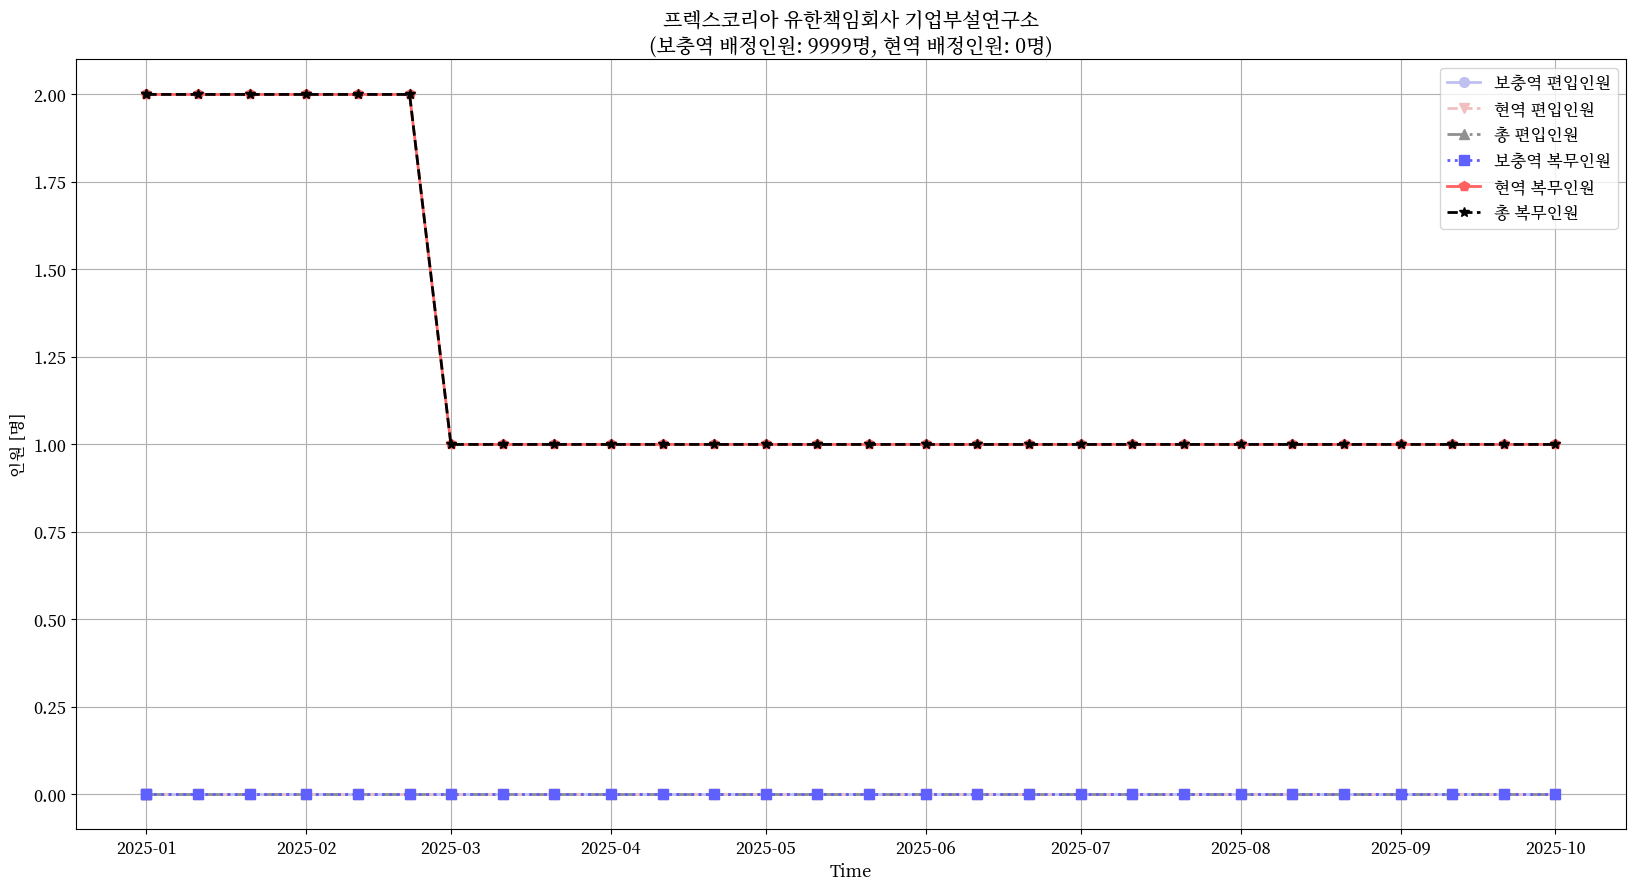 프렉스코리아 유한책임회사 기업부설연구소
(보충역 배정인원: 9999명, 현역 배정인원: 0명)
보충역 편입인원
현역 편입인원
총 편입인원
보충역 복무인원
현역 복무인원
총 복무인원
인원 [명]
2.00
1.75
1.50
1.25
1.00
0.75
0.50
0.25
0.00
2025-01 2025-02 2025-03 2025-04 2025-05 2025-06 2025-07 2025-08 2025-09 2025-10
Time